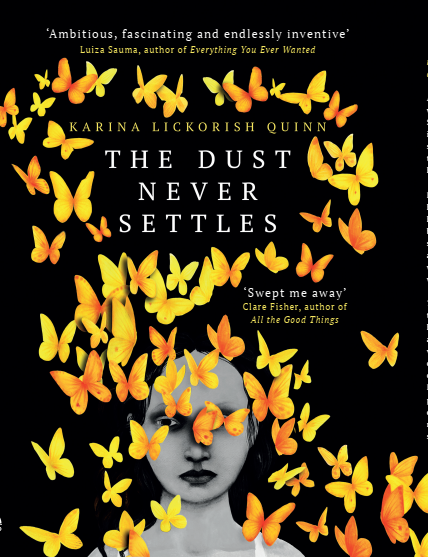 ‘Ambitious, fascinating and endlessly inventive’
Luiza Sauma, author of Everything You Ever Wanted
KARINA LICKORISH QUINN
THE DUST
NEVER
SETTLES
‘Swept me away’
Clare Fisher, author of
All the Good Things